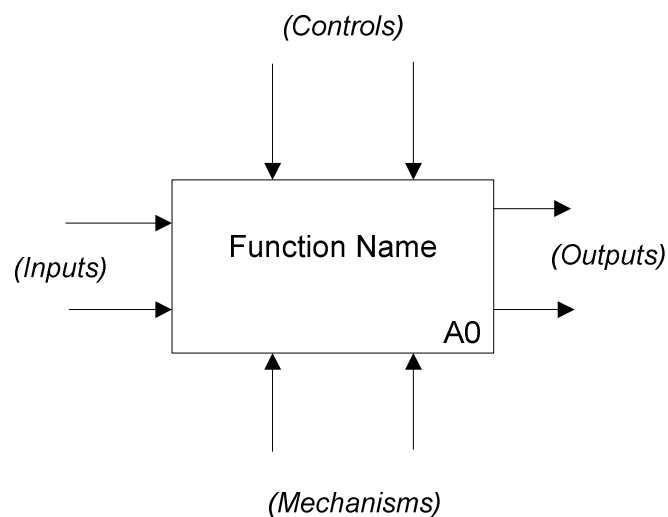 (Controls)
Function Name
(Inputs)
(Outputs)
A0
(Mechanisms)